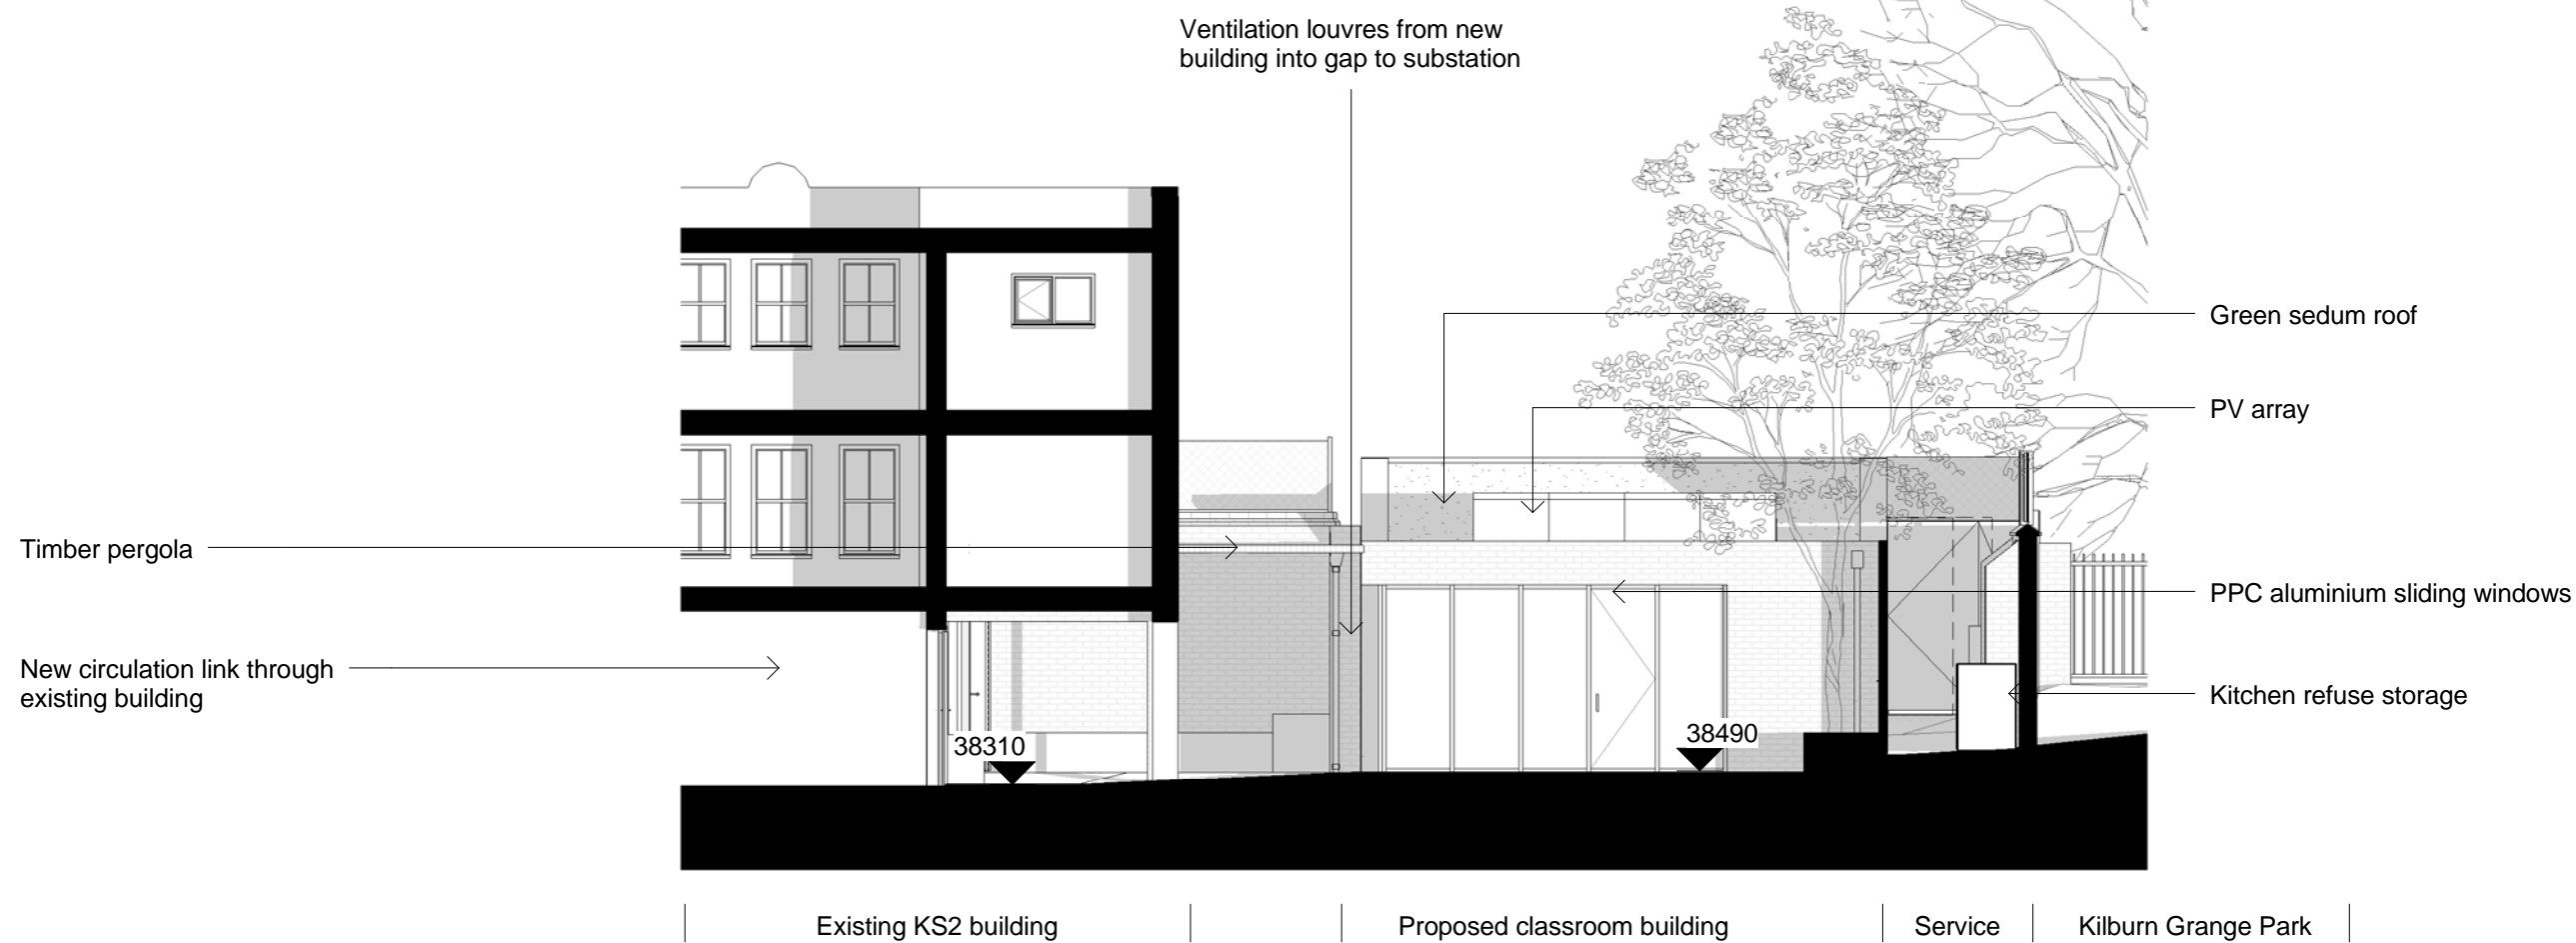 Ventilation louvres from new
building into gap to substation
Green sedum roof
PV array
Timber pergola
PPC aluminium sliding windows
New circulation link through
existing building
Kitchen refuse storage
38310
38490
Existing KS2 building
Proposed classroom building
Service
Kilburn Grange Park